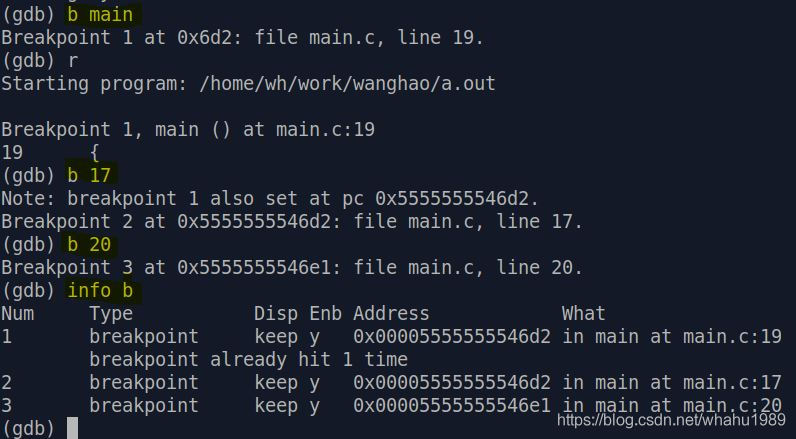 (gdb) b main
Breakpoint 1 at 0x6d2: file main.c, line 19.
(gdb) r
Starting program: /home/wh/work/wanghao/a.out

Breakpoint 1, main () at main.c:19
19      {
(gdb) b 17
Note: breakpoint 1 also set at pc 0x5555555546d2.
Breakpoint 2 at 0x5555555546d2: file main.c, line 17.
(gdb) b 20
Breakpoint 3 at 0x5555555546e1: file main.c, line 20.
(gdb) info b
Num     Type           Disp Enb Address            What
1       breakpoint     keep y   0x00005555555546d2 in main at main.c:19
        breakpoint already hit 1 time
2       breakpoint     keep y   0x00005555555546d2 in main at main.c:17
3       breakpoint     keep y   0x00005555555546e1 in main at main.c:20
(gdb)
https://blog.csdn.net/whahu1989